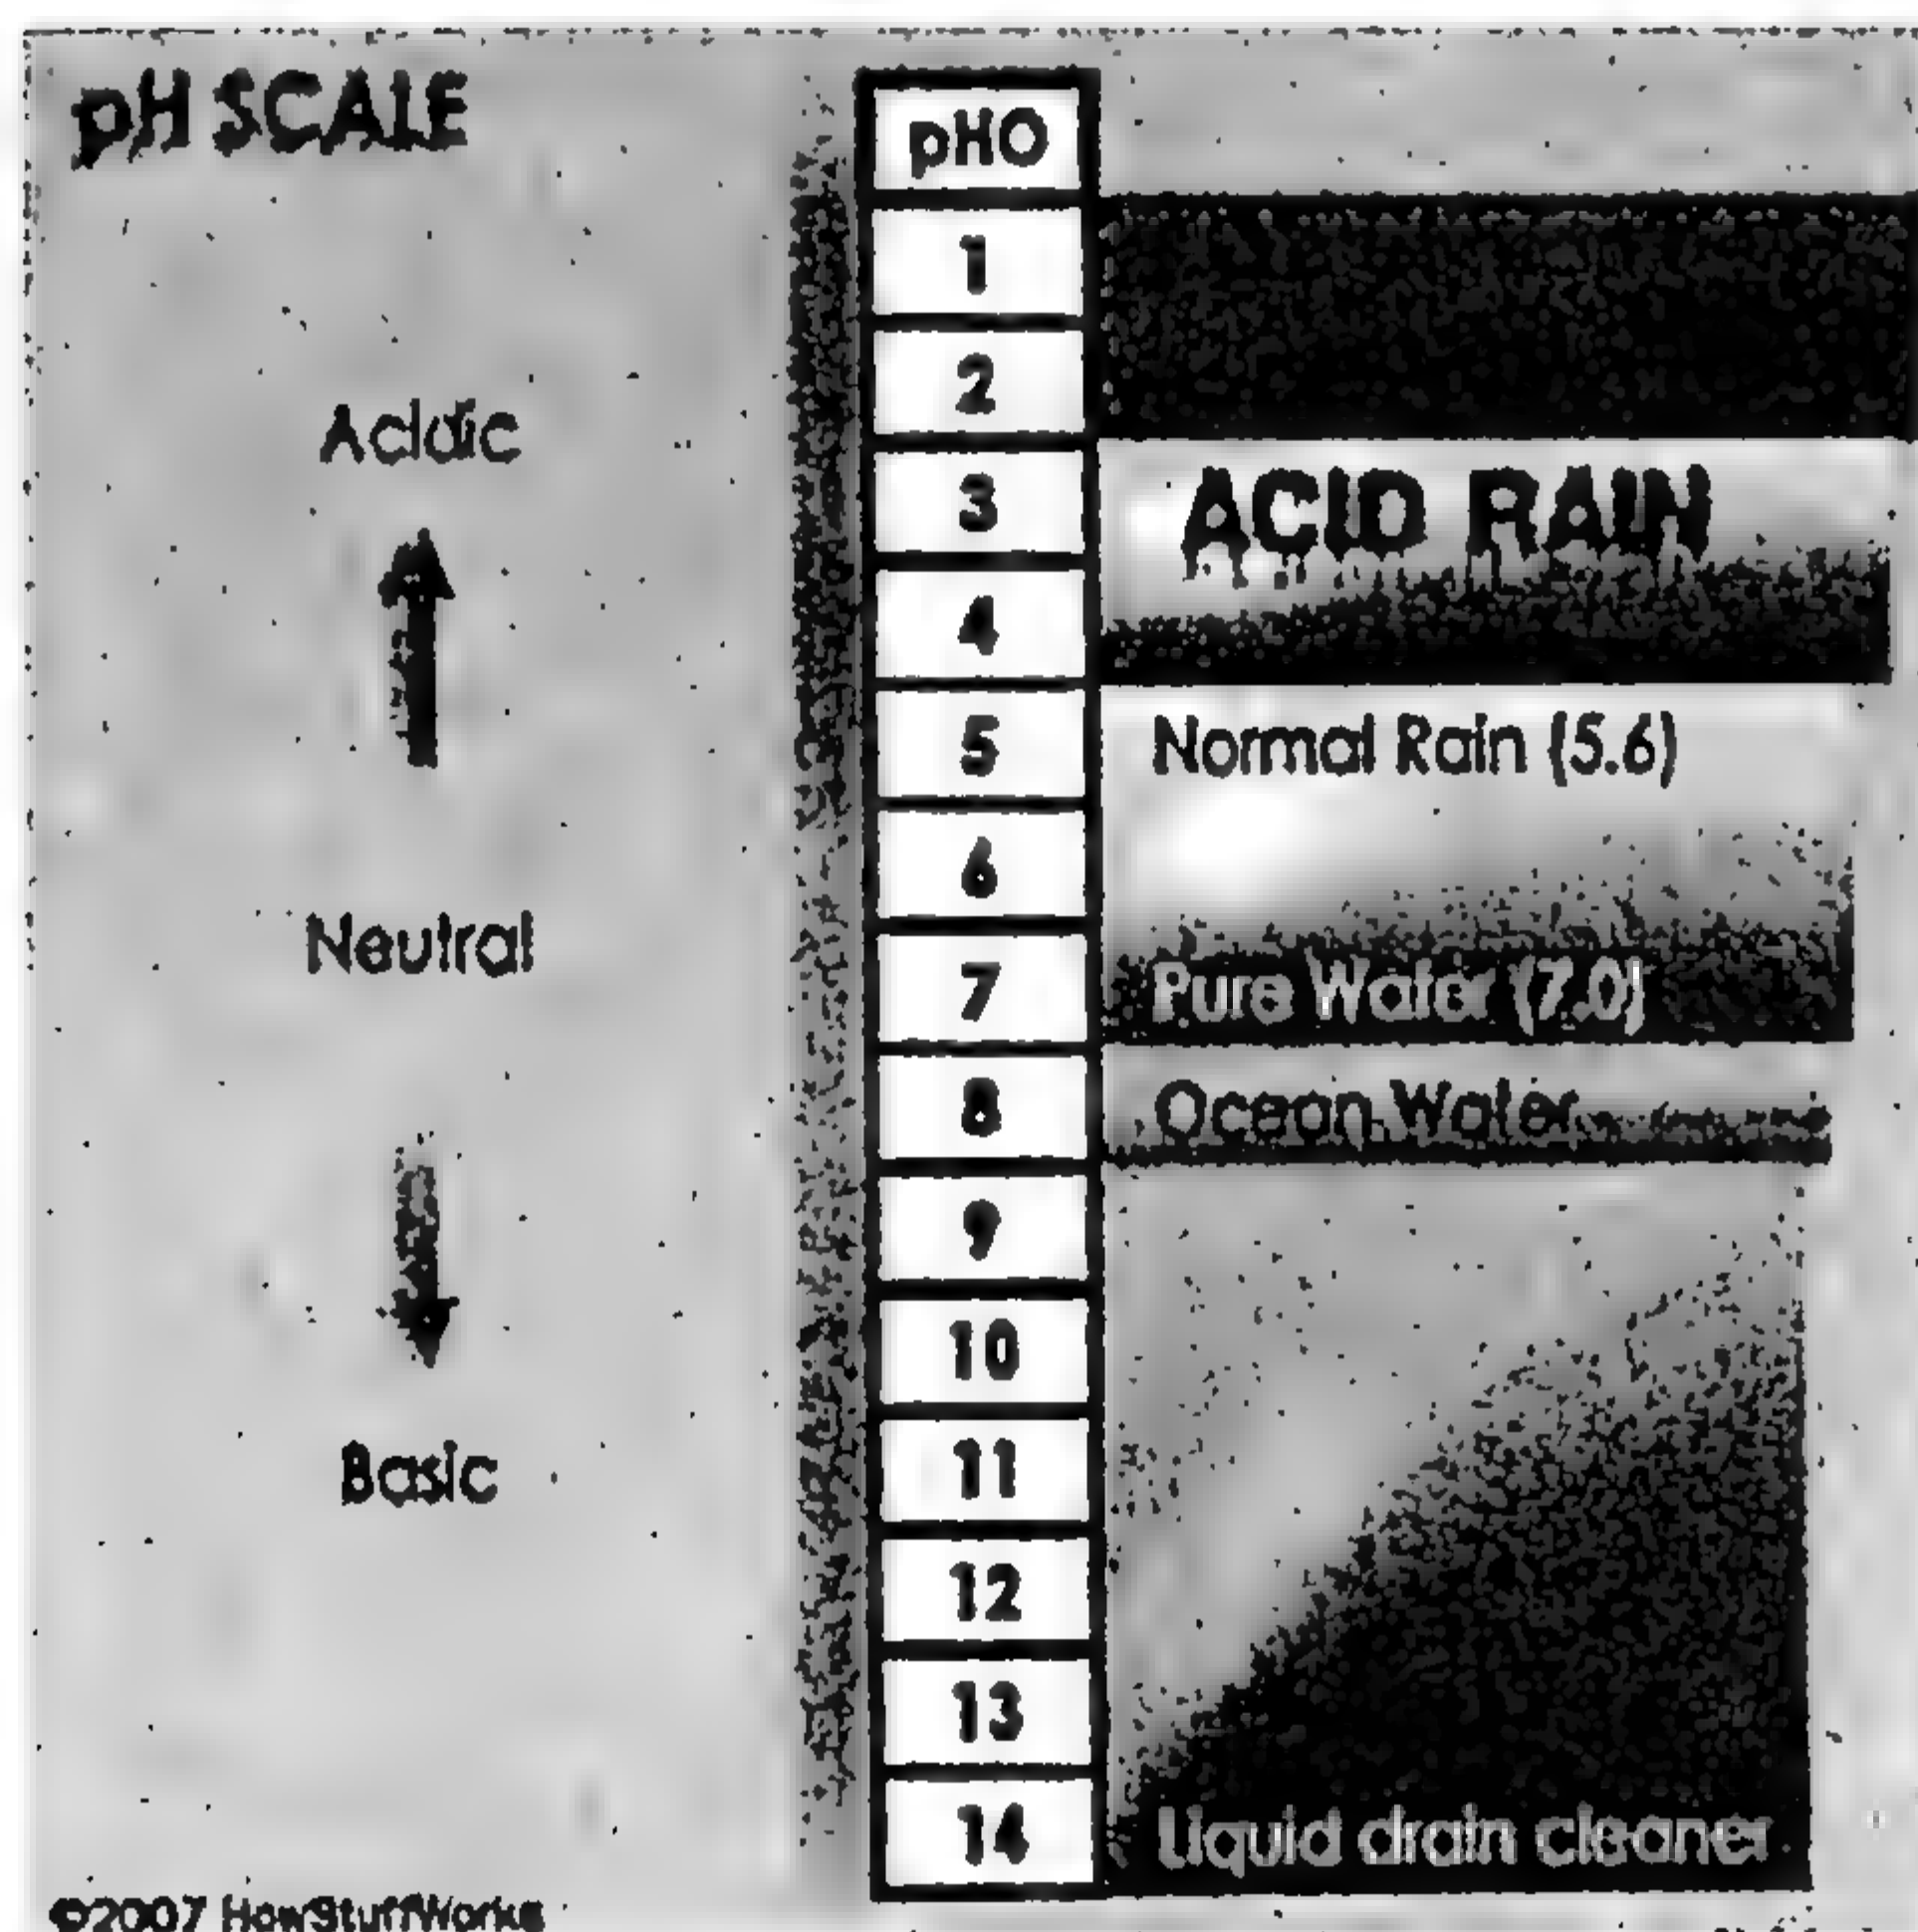 pH SCALE
pHO
1
2
Acidic
3
ACID RAIN
4
5
Normal Rain (5.6)
6
Neutral
7
Pure Water (7.0)
8
Ocean Water
9
10
11
Basic
12
13
14
Liquid drain cleaner
©2007 HowStuffWorks